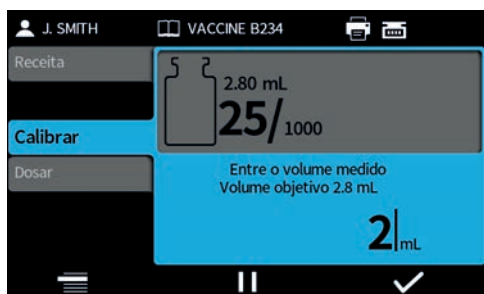 J. SMITH
VACCINE B234
Receita
Calibrar
Dosar
2.80 mL
25/1000
Entre o volume medido
Volume objetivo 2.8 mL
2 mL